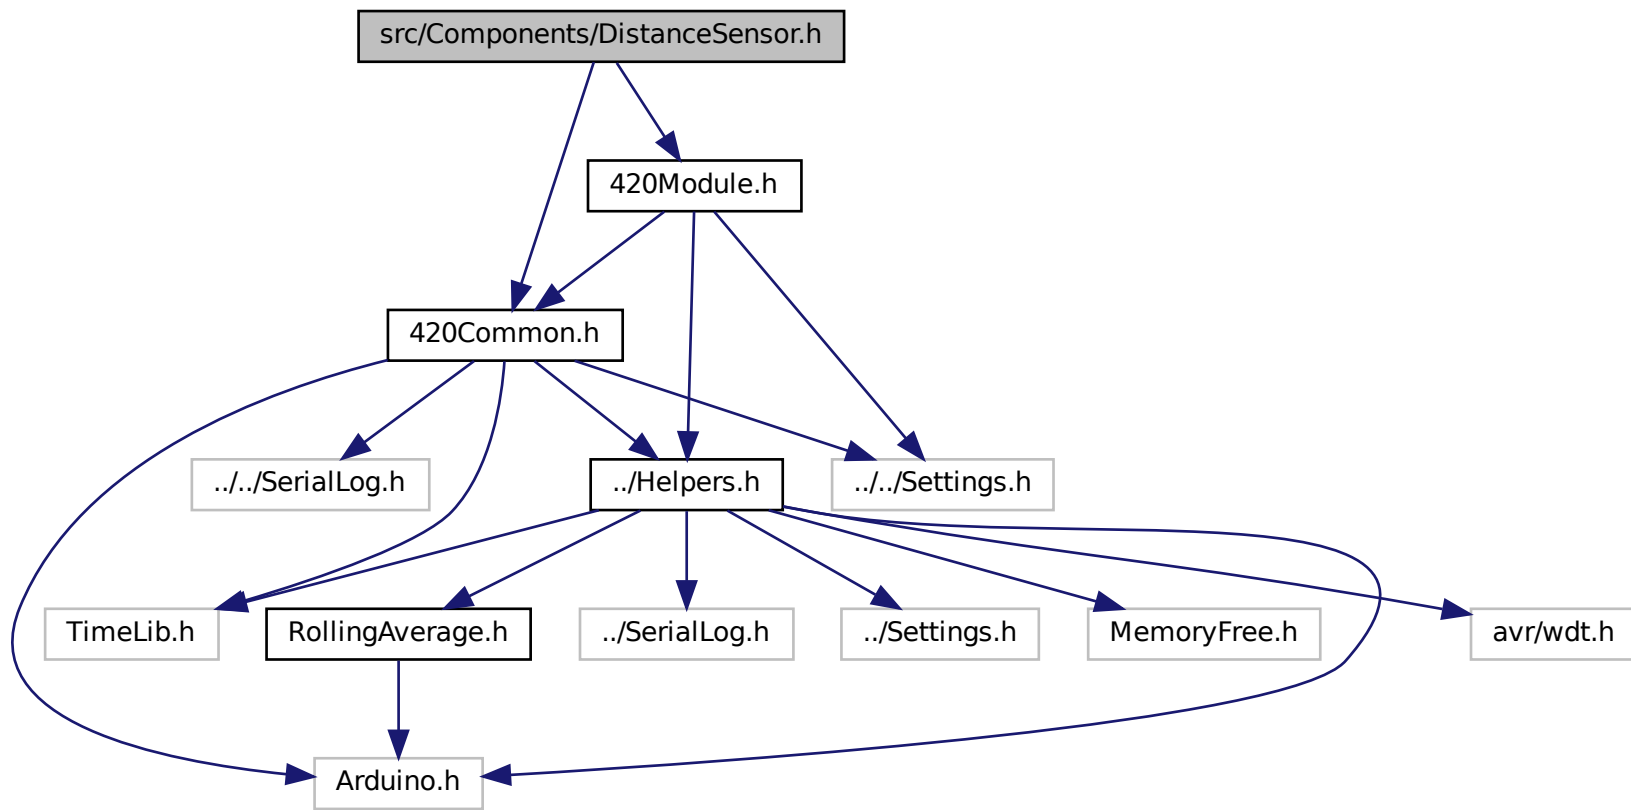 src/Components/DistanceSensor.h
420Module.h
420Common.h
../../SerialLog.h
../Helpers.h
../../Settings.h
TimeLib.h
RollingAverage.h
../SerialLog.h
../Settings.h
MemoryFree.h
avr/wdt.h
Arduino.h